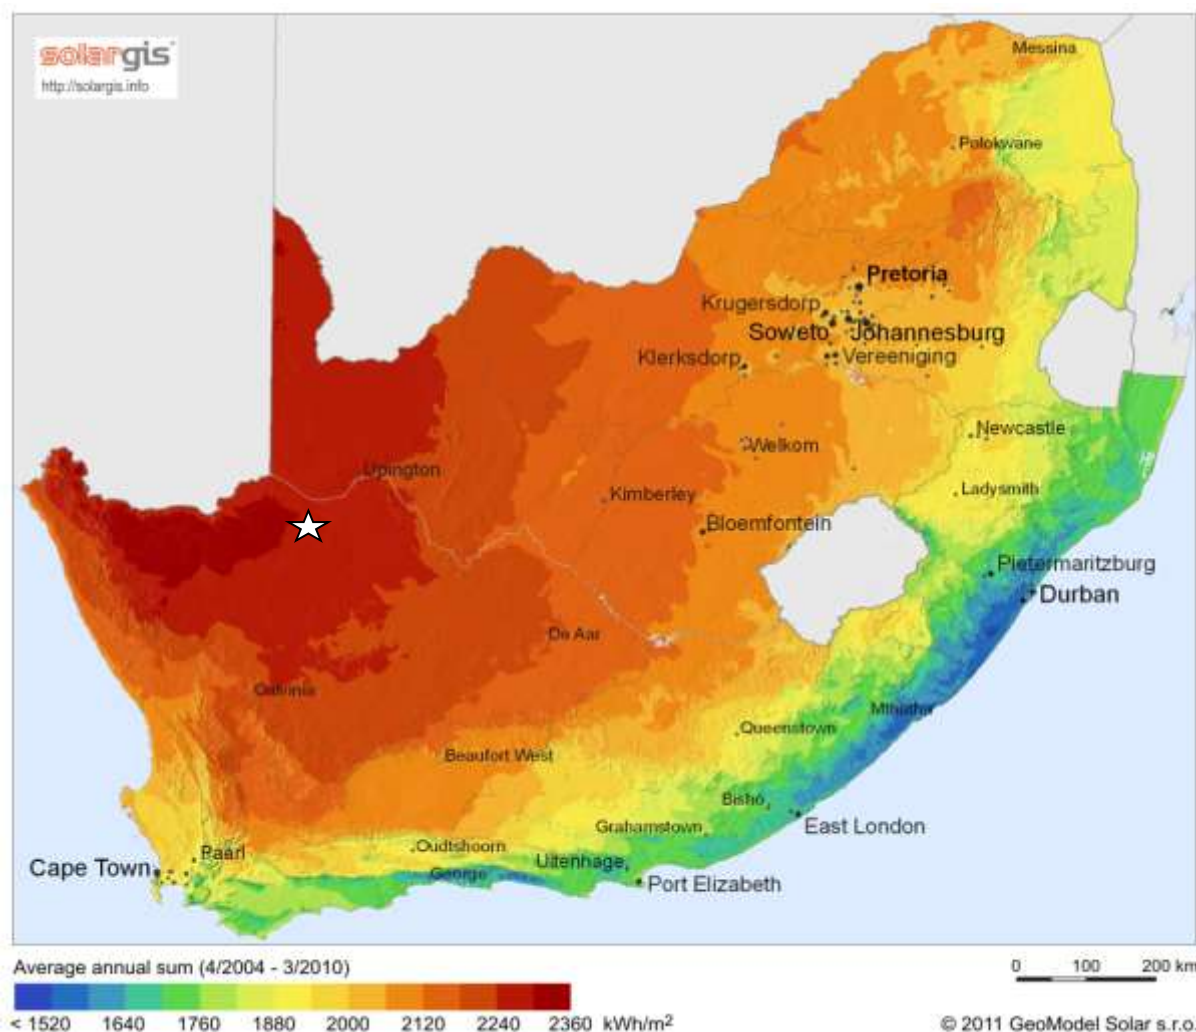 solargis
http://solargis.info
Messina
Polokwane
Pretoria
Krugersdorp
Soweto
Johannesburg
Klerksdorp
Vereeniging
Newcastle
Welkom
Upington
Kimberley
Ladysmith
Bloemfontein
Pietermaritzburg
Durban
De Aar
Calvinia
Mthatha
Queenstown
Beaufort West
Bisho
Grahamstown
East London
Paarl
Oudtshoorn
Cape Town
Uitenhage
George
Port Elizabeth
Average annual sum (4/2004 - 3/2010)
0 100 200 km
< 1520 1640 1760 1880 2000 2120 2240 2360 kWh/m²
© 2011 GeoModel Solar s.r.o.